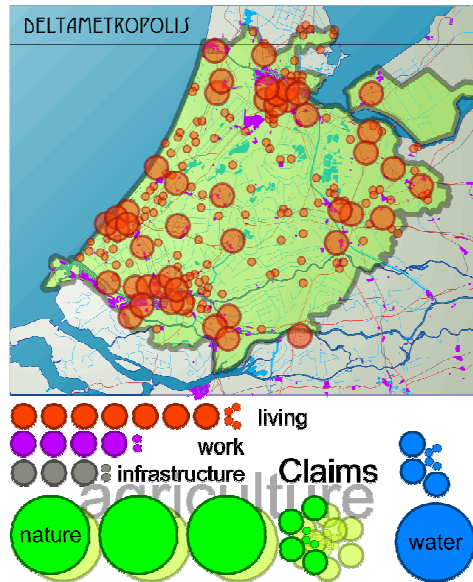 DELTAMETROPOLIS
living
work
infrastructure
Claims
agriculture
nature
water